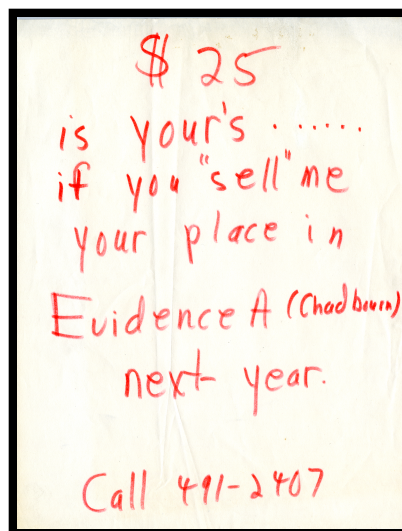 $ 25
is your's ......
if you "sell" me
your place in
Evidence A (Chadbourn)
next year.
Call 491-2407